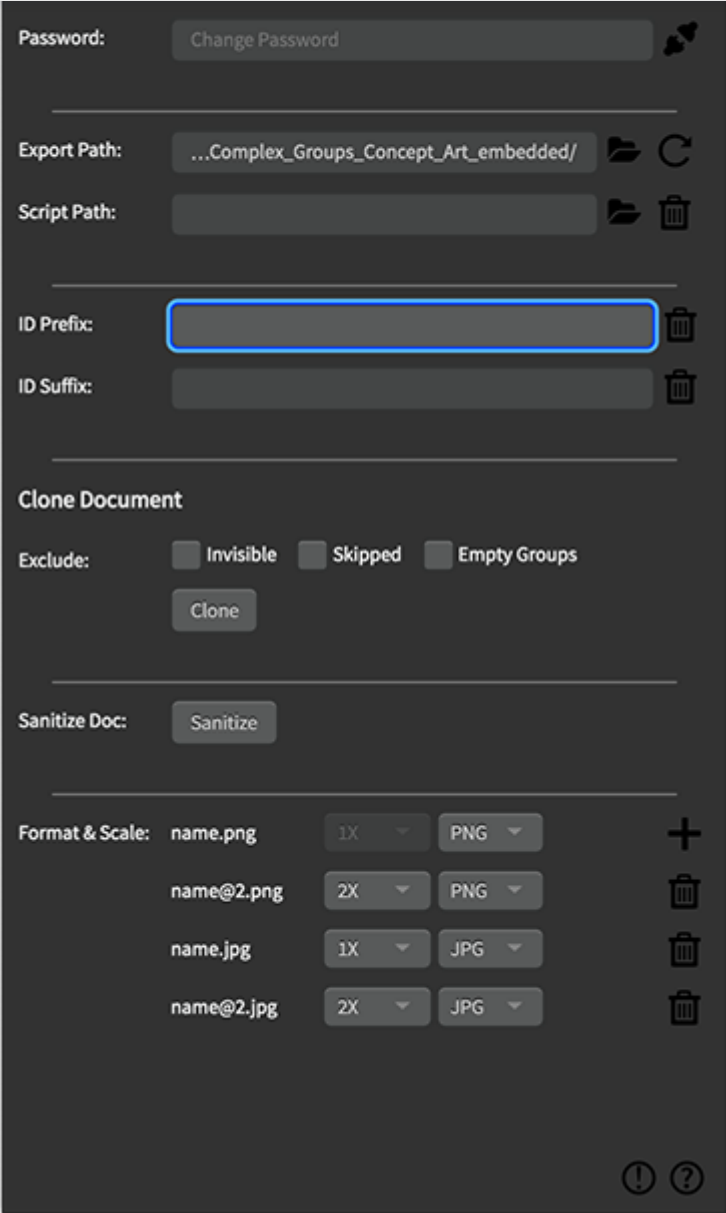 Password: Change Password
Export Path: ...Complex_Groups_Concept_Art_embedded/
Script Path:
ID Prefix:
ID Suffix:
Clone Document
Exclude: Invisible Skipped Empty Groups
Clone
Sanitize Doc: Sanitize
Format & Scale: name.png 1X PNG
name@2.png 2X PNG
name.jpg 1X JPG
name@2.jpg 2X JPG